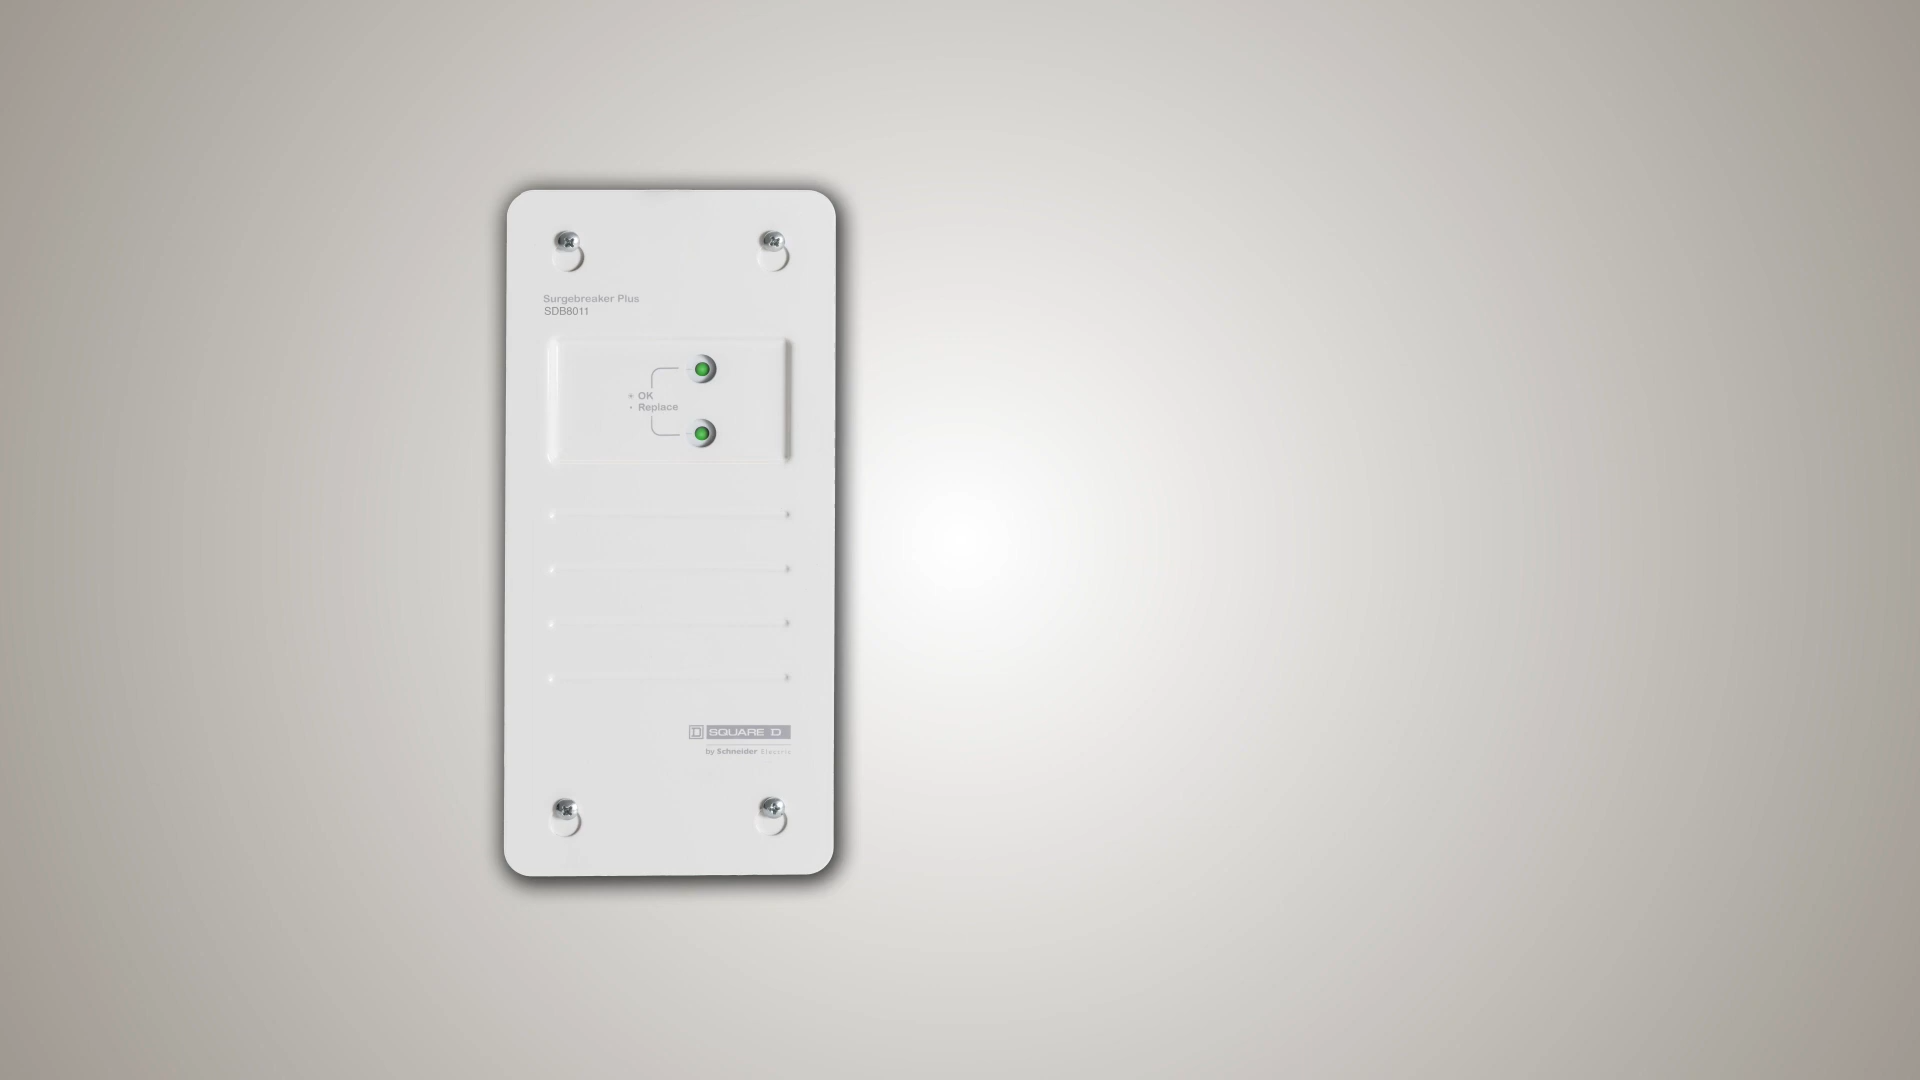 Surgebreaker Plus
SDB8011
OK
Replace
D SQUARE D
by Schneider Electric